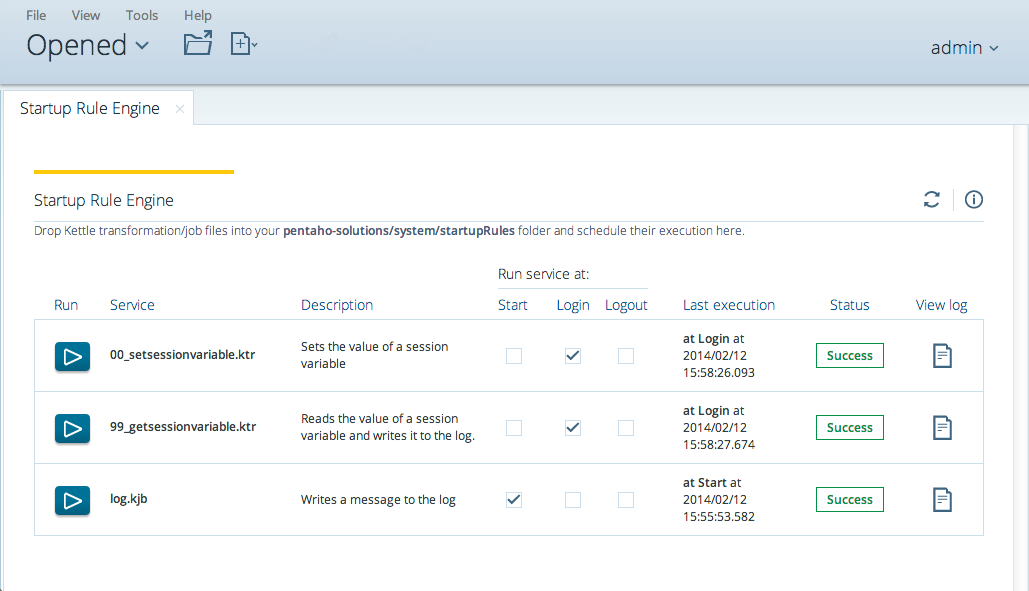 File View Tools Help
Opened
admin
Startup Rule Engine
Startup Rule Engine
Drop Kettle transformation/job files into your pentaho-solutions/system/startupRules folder and schedule their execution here.
Run service at:
Run Service Description Start Login Logout Last execution Status View log
00_setsessionvariable.ktr
Sets the value of a session
variable
at Login at
2014/02/12
15:58:26.093
Success
99_getsessionvariable.ktr
Reads the value of a session
variable and writes it to the log.
at Login at
2014/02/12
15:58:27.674
Success
log.kjb
Writes a message to the log
at Start at
2014/02/12
15:55:53.582
Success